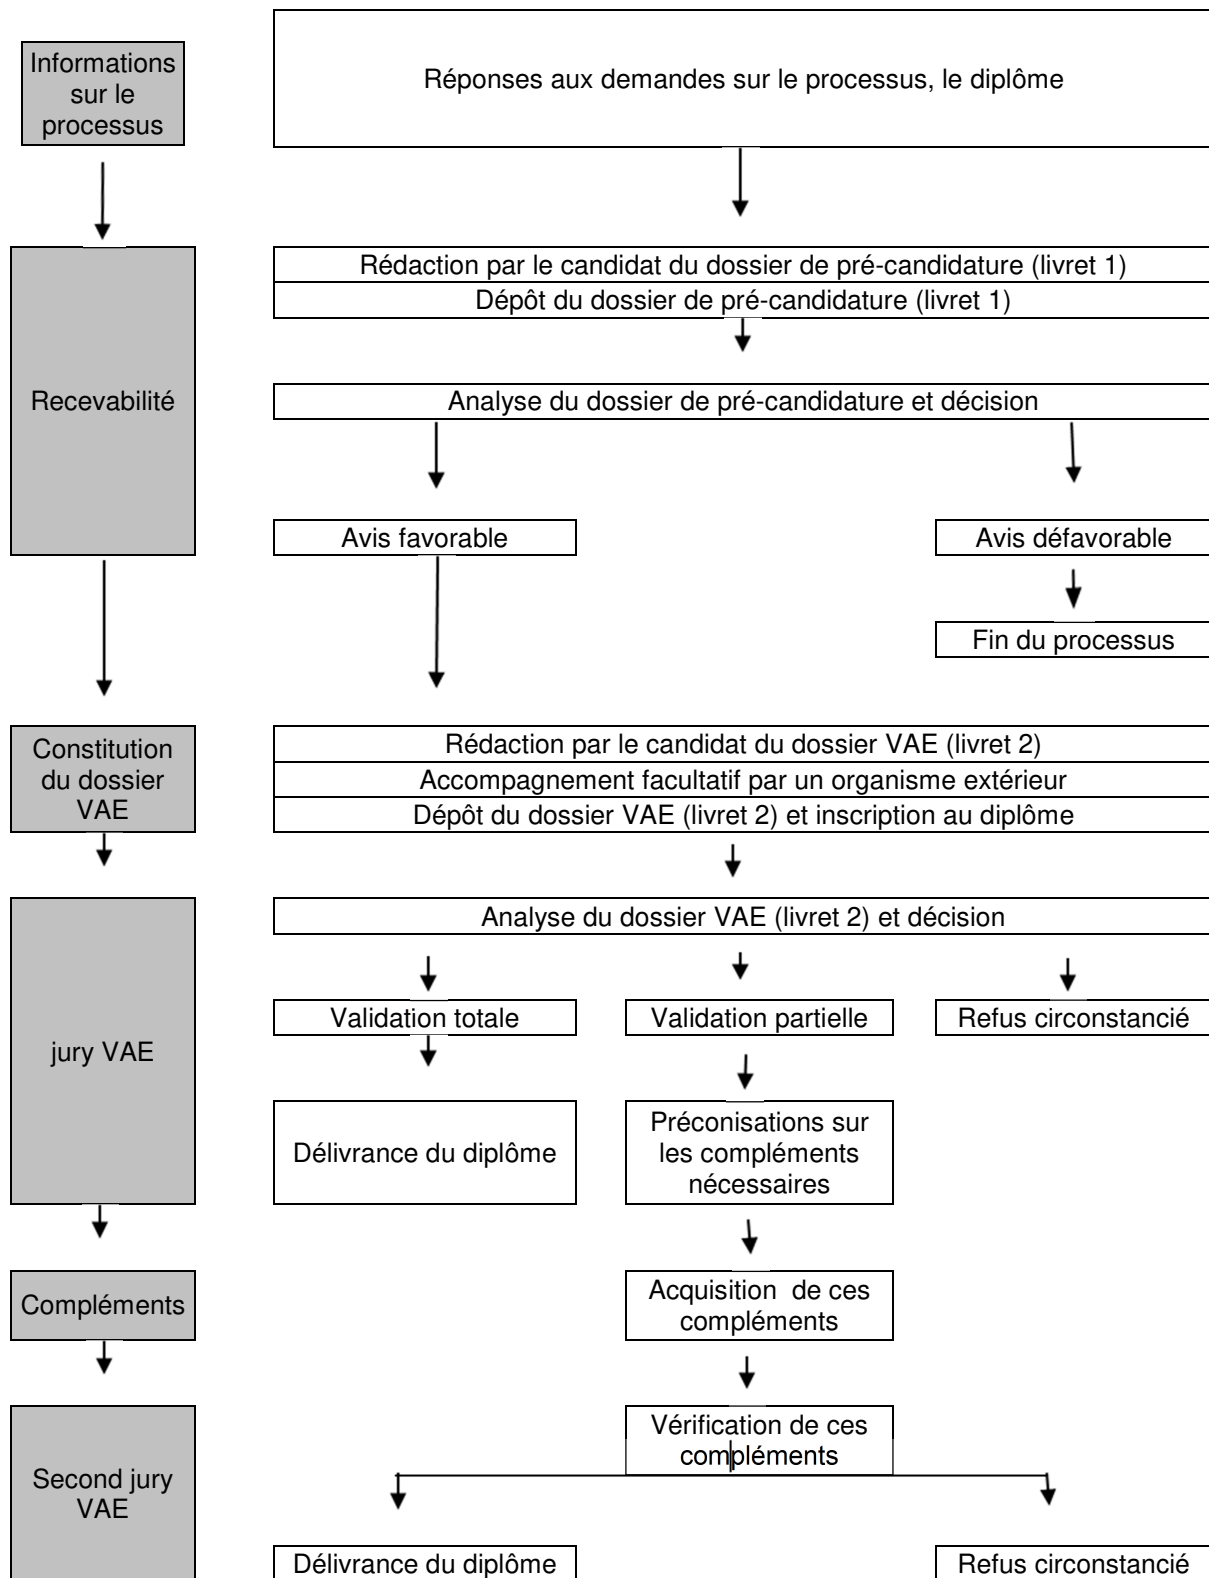 Informations
sur le
processus
Réponses aux demandes sur le processus, le diplôme
Recevabilité
Rédaction par le candidat du dossier de pré-candidature (livret 1)
Dépôt du dossier de pré-candidature (livret 1)
Analyse du dossier de pré-candidature et décision
Avis favorable
Avis défavorable
Fin du processus
Constitution
du dossier
VAE
Rédaction par le candidat du dossier VAE (livret 2)
Accompagnement facultatif par un organisme extérieur
Dépôt du dossier VAE (livret 2) et inscription au diplôme
jury VAE
Analyse du dossier VAE (livret 2) et décision
Validation totale
Validation partielle
Refus circonstancié
Délivrance du diplôme
Préconisations sur
les compléments
nécessaires
Compléments
Acquisition de ces
compléments
Second jury
VAE
Vérification de ces
compléments
Délivrance du diplôme
Refus circonstancié